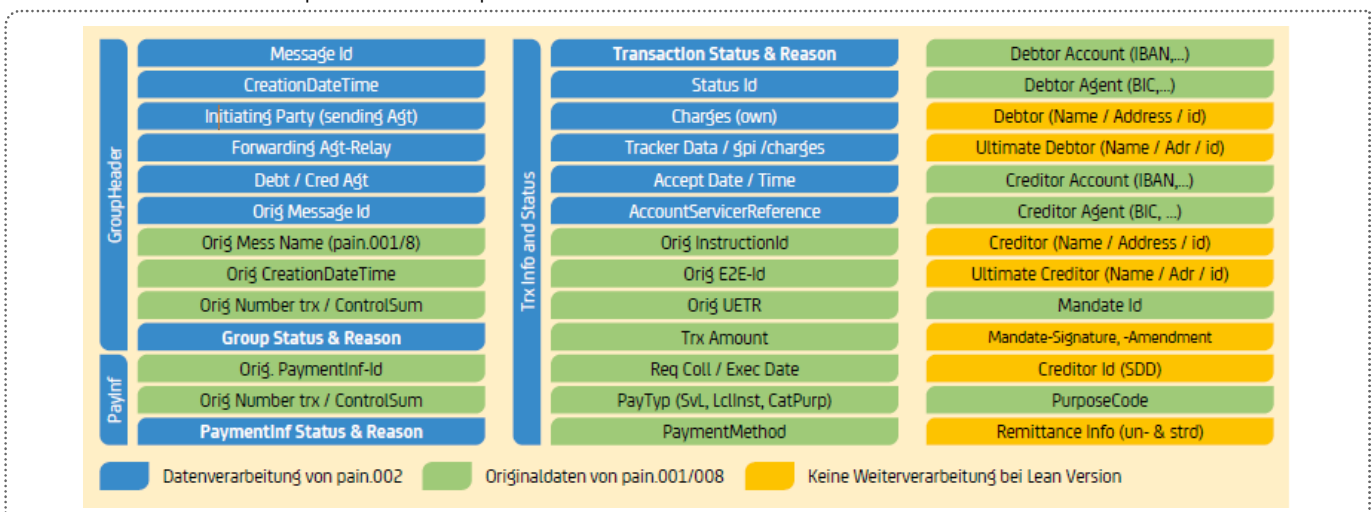 GroupHeader
Message Id
CreationDateTime
Initiating Party (sending Agt)
Forwarding Agt-Relay
Debt / Cred Agt
Orig Message Id
Orig Mess Name (pain.001/8)
Orig CreationDateTime
Orig Number trx / ControlSum
Group Status & Reason
PayInf
Orig. PaymentInf-Id
Orig Number trx / ControlSum
PaymentInf Status & Reason
Trx Info and Status
Transaction Status & Reason
Status Id
Charges (own)
Tracker Data / gpi /charges
Accept Date / Time
AccountServicerReference
Orig InstructionId
Orig E2E-Id
Orig UETR
Trx Amount
Req Coll / Exec Date
PayTyp (SvL, LclInst, CatPurp)
PaymentMethod
Debtor Account (IBAN,...)
Debtor Agent (BIC,...)
Debtor (Name / Address / id)
Ultimate Debtor (Name / Adr / id)
Creditor Account (IBAN,...)
Creditor Agent (BIC, ...)
Creditor (Name / Address / id)
Ultimate Creditor (Name / Adr / id)
Mandate Id
Mandate-Signature, -Amendment
Creditor Id (SDD)
PurposeCode
Remittance Info (un- & strd)
Datenverarbeitung von pain.002
Originaldaten von pain.001/008
Keine Weiterverarbeitung bei Lean Version